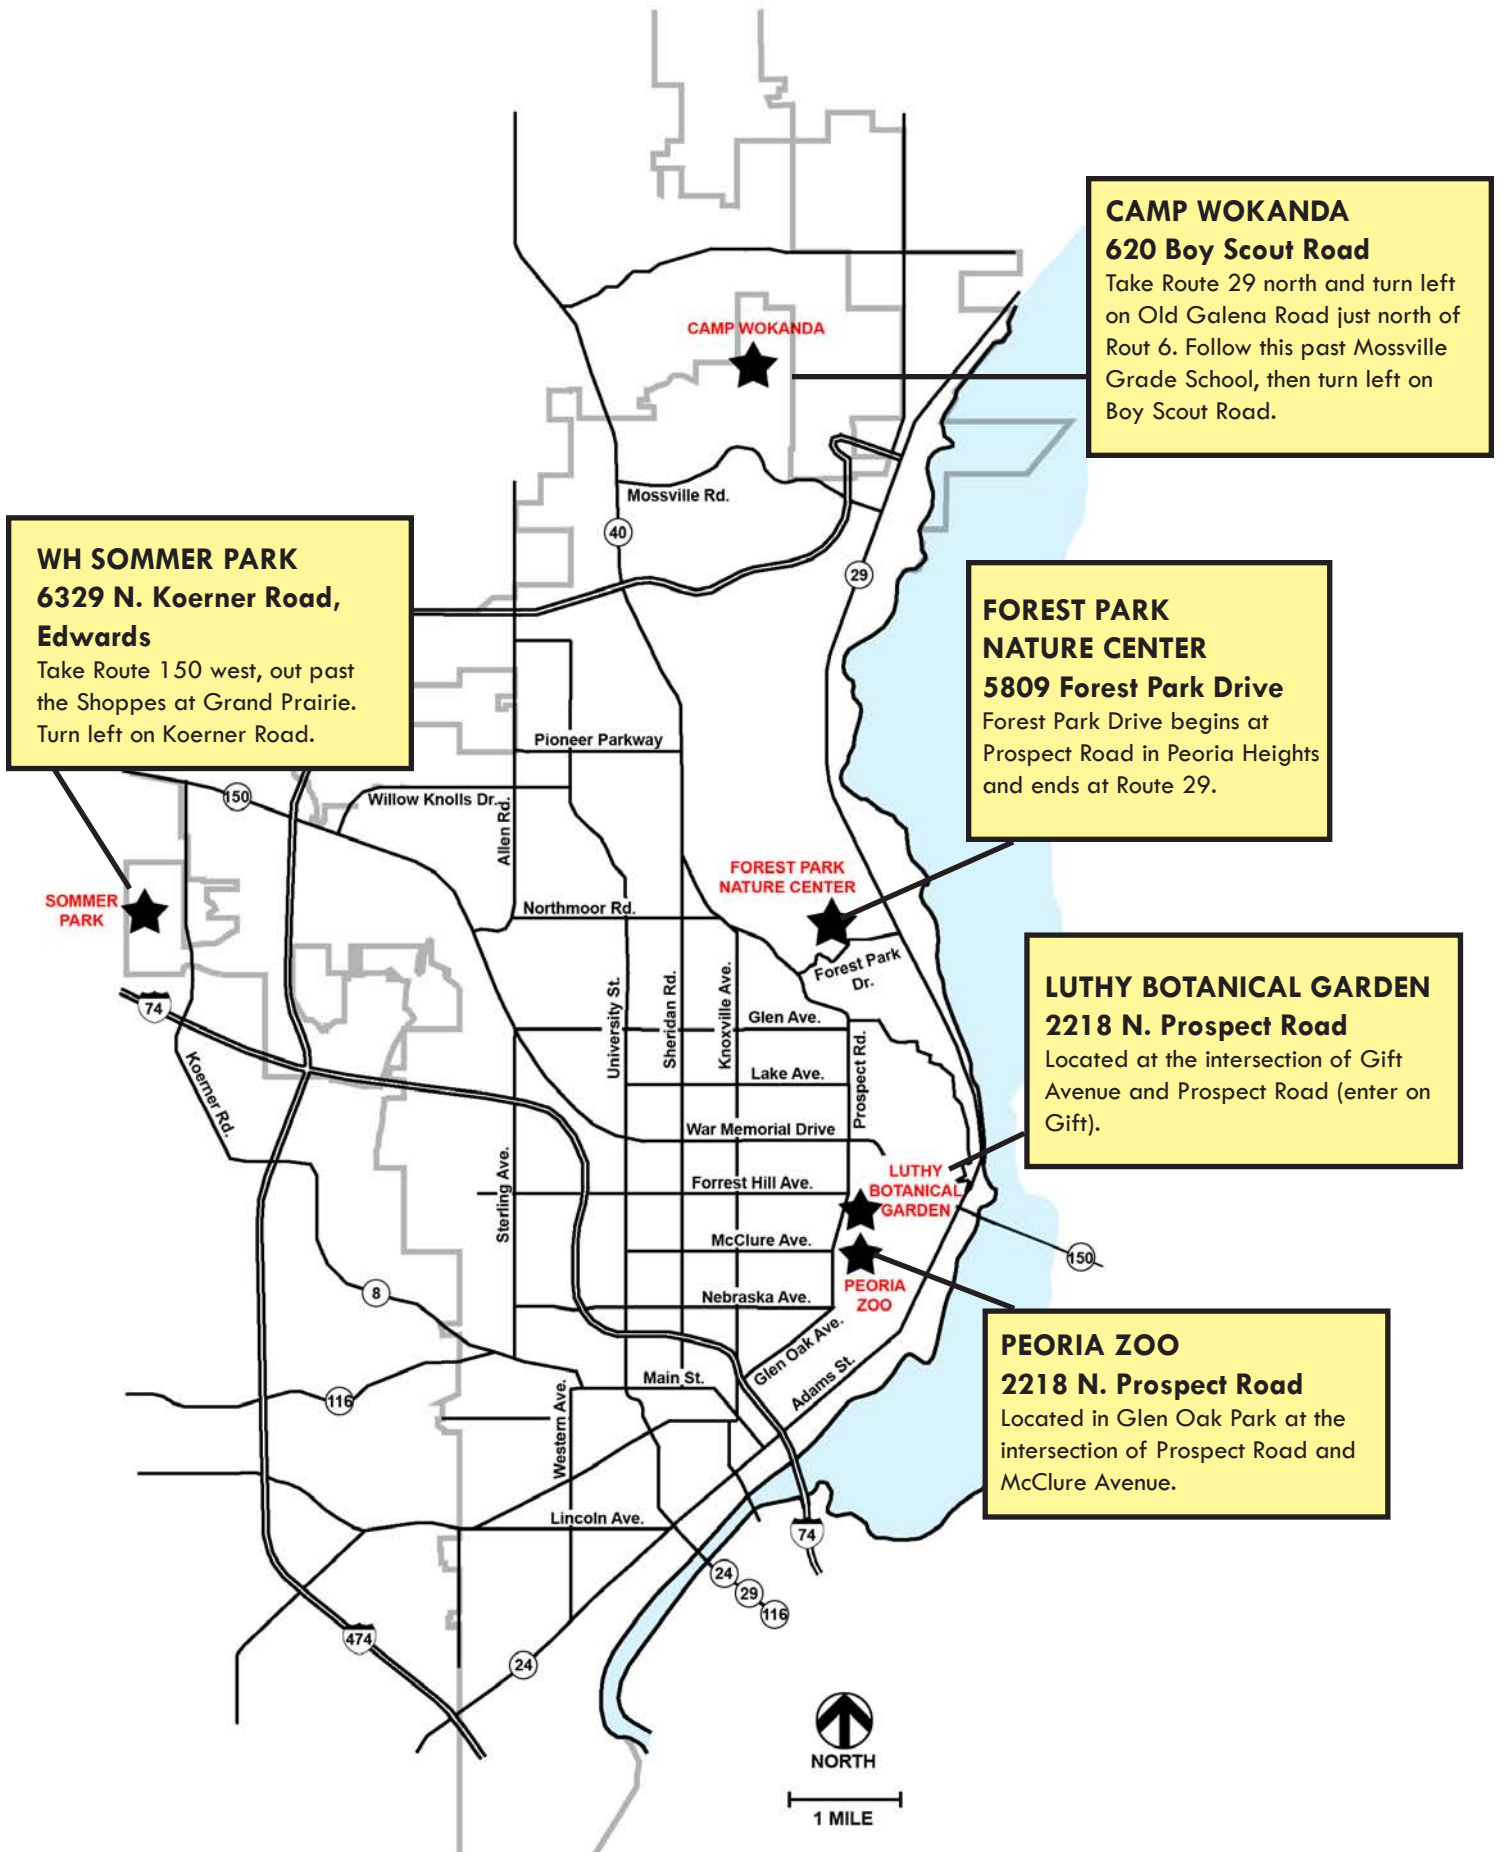 CAMP WOKANDA
620 Boy Scout Road
Take Route 29 north and turn left
on Old Galena Road just north of
Rout 6. Follow this past Mossville
Grade School, then turn left on
Boy Scout Road.
CAMP WOKANDA
Mossville Rd.
40
29
WH SOMMER PARK
6329 N. Koerner Road,
Edwards
Take Route 150 west, out past
the Shoppes at Grand Prairie.
Turn left on Koerner Road.
FOREST PARK
NATURE CENTER
5809 Forest Park Drive
Forest Park Drive begins at
Prospect Road in Peoria Heights
and ends at Route 29.
Pioneer Parkway
150
Willow Knolls Dr.
Allen Rd.
FOREST PARK
NATURE CENTER
SOMMER
PARK
Northmoor Rd.
Forest Park
Dr.
74
LUTHY BOTANICAL GARDEN
2218 N. Prospect Road
Located at the intersection of Gift
Avenue and Prospect Road (enter on
Gift).
University St.
Sheridan Rd.
Knoxville Ave.
Glen Ave.
Prospect Rd.
Lake Ave.
Koerner Rd.
War Memorial Drive
Sterling Ave.
Forrest Hill Ave.
LUTHY
BOTANICAL
GARDEN
McClure Ave.
150
8
Nebraska Ave.
PEORIA
ZOO
PEORIA ZOO
2218 N. Prospect Road
Located in Glen Oak Park at the
intersection of Prospect Road and
McClure Avenue.
Glen Oak Ave.
Adams St.
Main St.
116
Western Ave.
Lincoln Ave.
74
24
29
116
474
24
NORTH
1 MILE